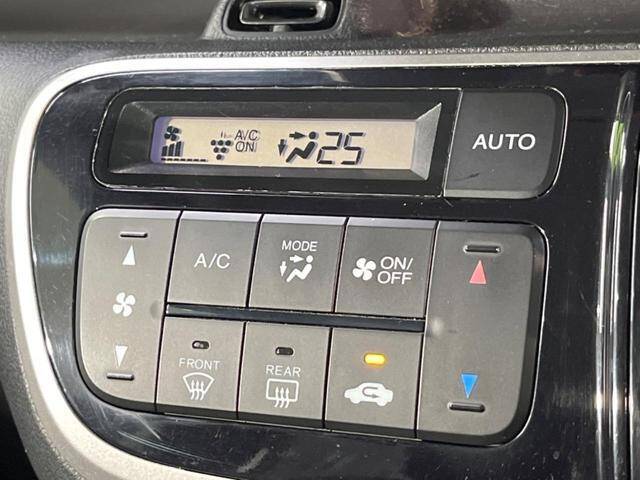 A/C
ON
25
AUTO
A/C
MODE
ON/
OFF
FRONT
REAR